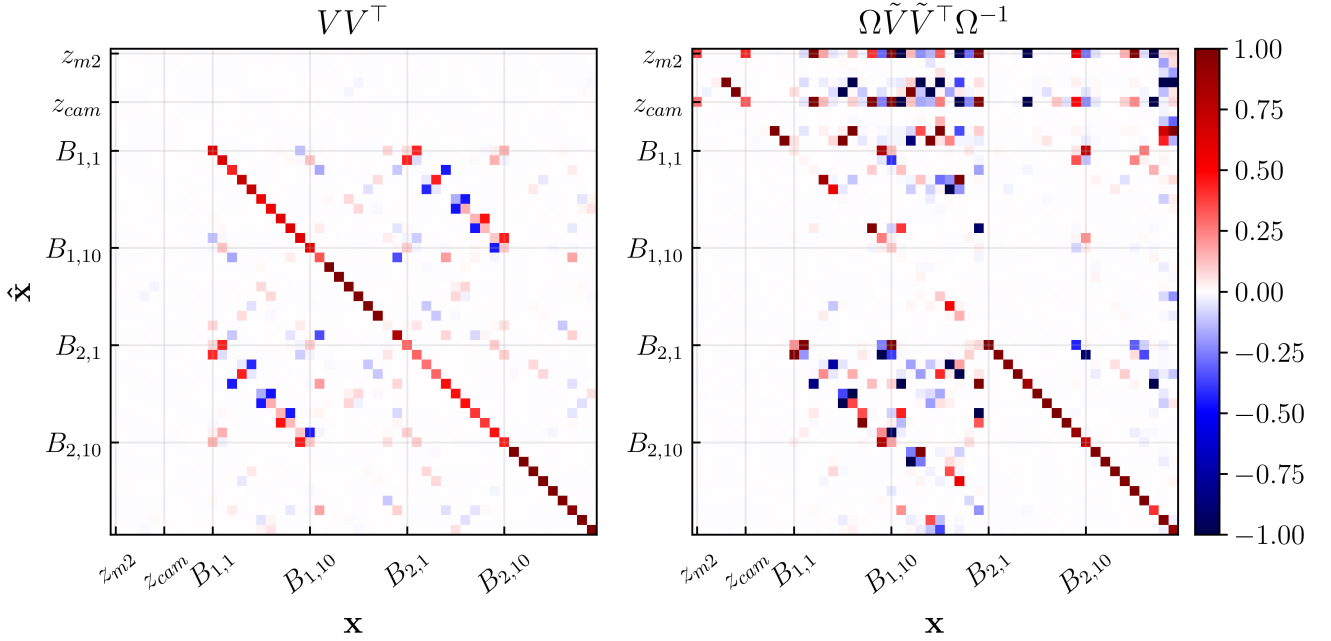 VV⊤
ΩṼṼ⊤Ω−1
x̂
z_{m2}
z_{cam}
B_{1,1}
B_{1,10}
B_{2,1}
B_{2,10}
z_{m2}
z_{cam}
B_{1,1}
B_{1,10}
B_{2,1}
B_{2,10}
x
z_{m2}
z_{cam}
B_{1,1}
B_{1,10}
B_{2,1}
B_{2,10}
z_{m2}
z_{cam}
B_{1,1}
B_{1,10}
B_{2,1}
B_{2,10}
x
1.00
0.75
0.50
0.25
0.00
−0.25
−0.50
−0.75
−1.00